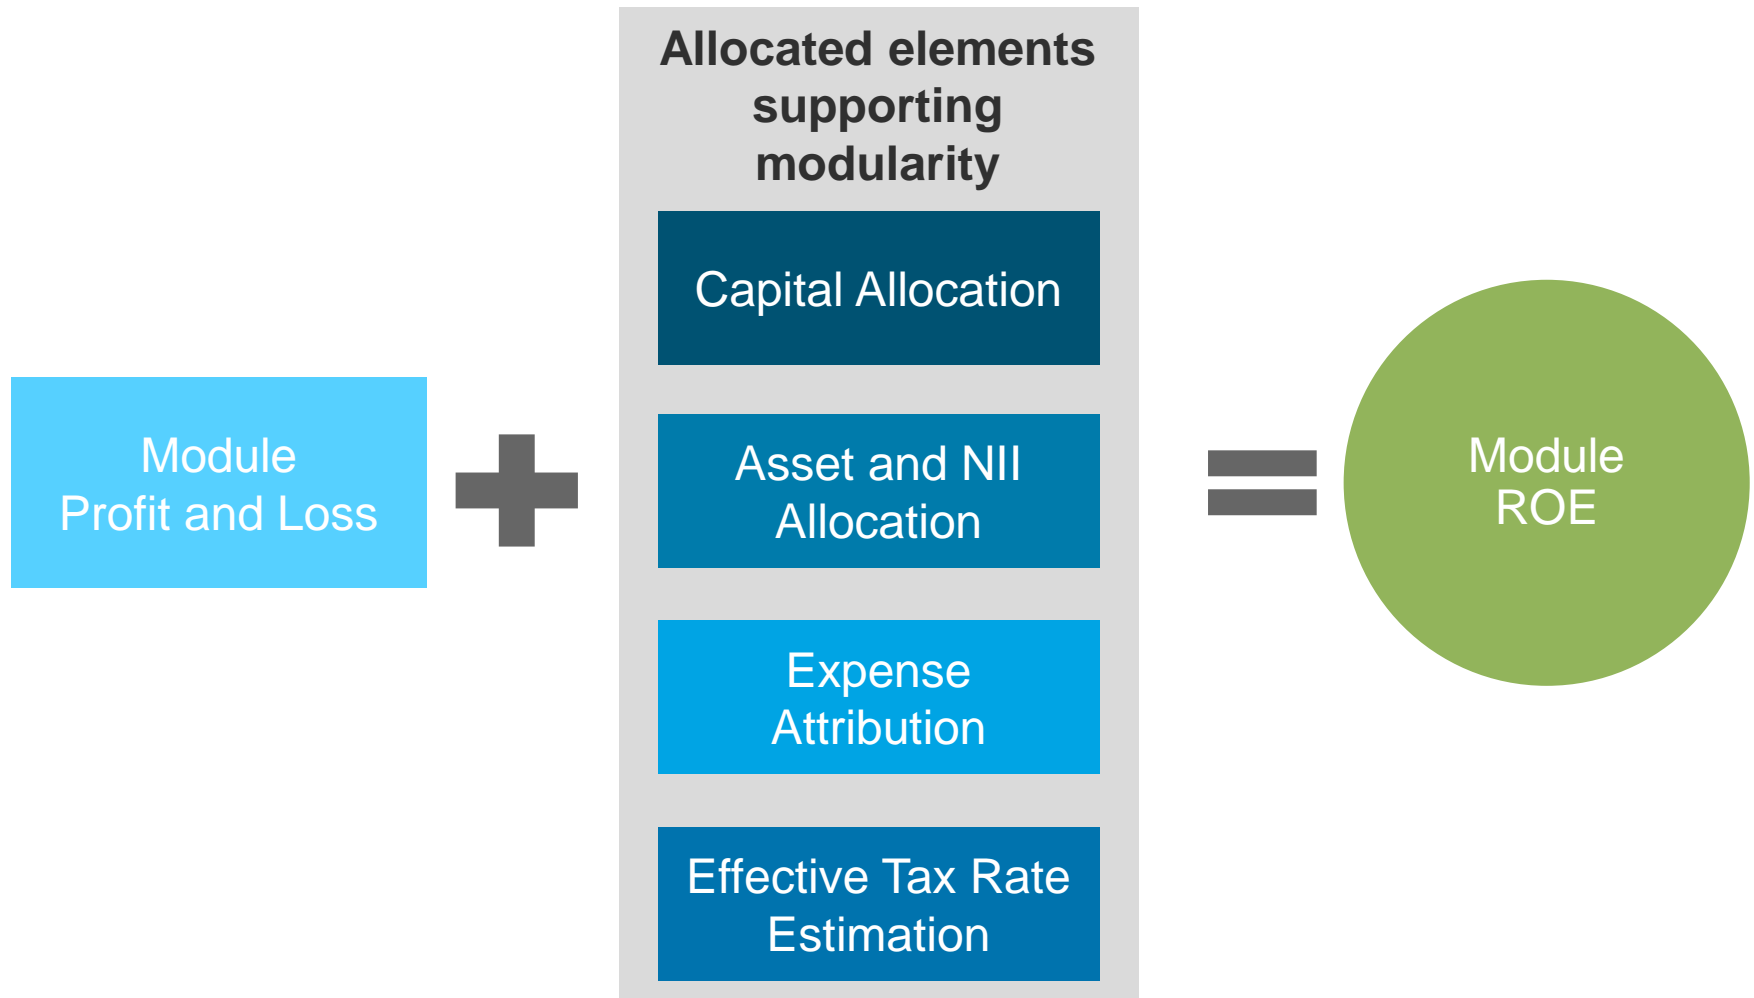 Allocated elements
supporting
modularity
Capital Allocation
Module
Profit and Loss
Asset and NII
Allocation
Expense
Attribution
Effective Tax Rate
Estimation
Module
ROE